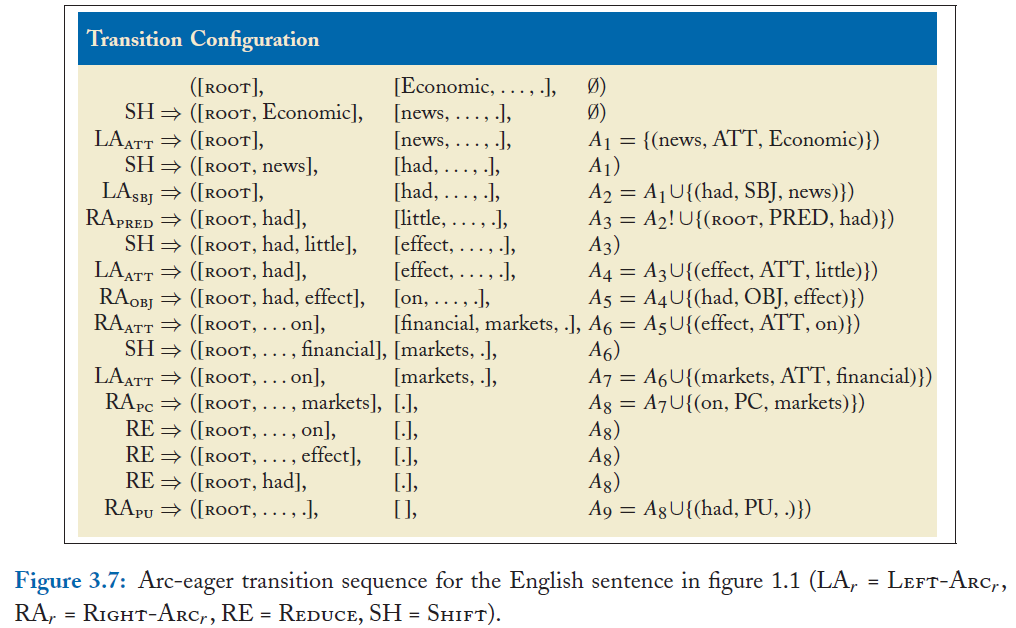 Transition Configuration
([ROOT], [Economic, . . . , .], ∅)
SH ⇒ ([ROOT, Economic], [news, . . . , .], ∅)
LA_ATT ⇒ ([ROOT], [news, . . . , .], A₁ = {(news, ATT, Economic)})
SH ⇒ ([ROOT, news], [had, . . . , .], A₁)
LA_SBJ ⇒ ([ROOT], [had, . . . , .], A₂ = A₁∪{(had, SBJ, news)})
RA_PRED ⇒ ([ROOT, had], [little, . . . , .], A₃ = A₂! ∪{(ROOT, PRED, had)})
SH ⇒ ([ROOT, had, little], [effect, . . . , .], A₃)
LA_ATT ⇒ ([ROOT, had], [effect, . . . , .], A₄ = A₃∪{(effect, ATT, little)})
RA_OBJ ⇒ ([ROOT, had, effect], [on, . . . , .], A₅ = A₄∪{(had, OBJ, effect)})
RA_ATT ⇒ ([ROOT, . . . on], [financial, markets, .], A₆ = A₅∪{(effect, ATT, on)})
SH ⇒ ([ROOT, . . . , financial], [markets, .], A₆)
LA_ATT ⇒ ([ROOT, . . . on], [markets, .], A₇ = A₆∪{(markets, ATT, financial)})
RA_PC ⇒ ([ROOT, . . . , markets], [.], A₈ = A₇∪{(on, PC, markets)})
RE ⇒ ([ROOT, . . . , on], [.], A₈)
RE ⇒ ([ROOT, . . . , effect], [.], A₈)
RE ⇒ ([ROOT, had], [.], A₈)
RA_PU ⇒ ([ROOT, . . . , .], [ ], A₉ = A₈∪{(had, PU, .)})
Figure 3.7: Arc-eager transition sequence for the English sentence in figure 1.1 (LAᵣ = LEFT-ARCᵣ,
RAᵣ = RIGHT-ARCᵣ, RE = REDUCE, SH = SHIFT).